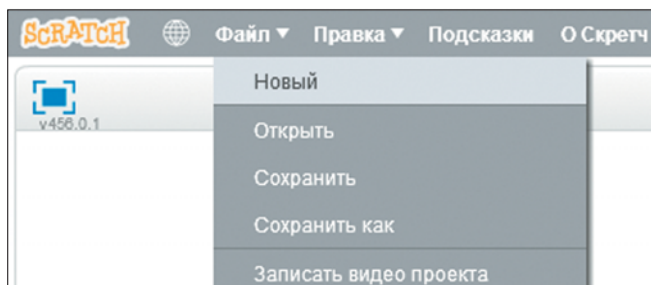 SCRATCH Файл Правка Подсказки О Скретч
Новый
v456.0.1
Открыть
Сохранить
Сохранить как
Записать видео проекта